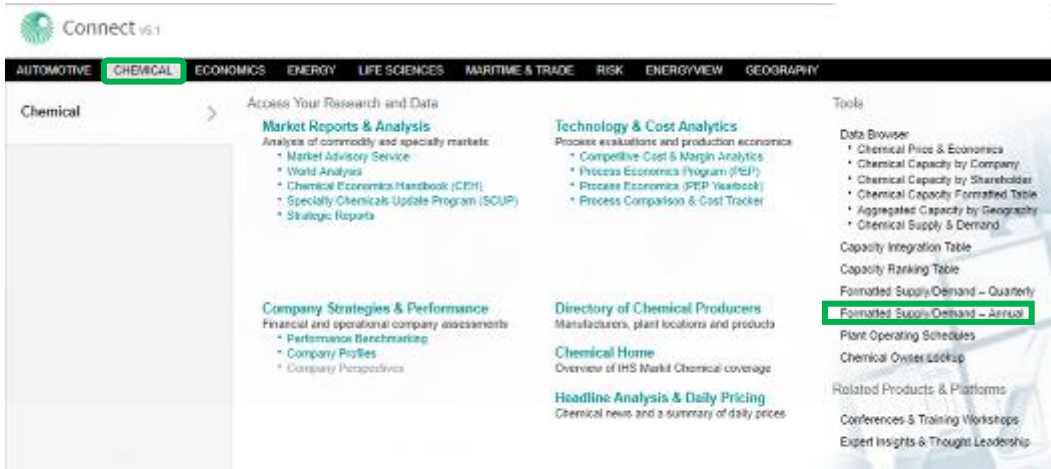 Connect v5.1
AUTOMOTIVE CHEMICAL ECONOMICS ENERGY LIFE SCIENCES MARITIME & TRADE RISK ENERGYVIEW GEOGRAPHY
Chemical >
Access Your Research and Data
Market Reports & Analysis
Analysis of commodity and specialty markets
* Market Advisory Service
* World Analysis
* Chemical Economics Handbook (CEH)
* Specialty Chemicals Update Program (SCUP)
* Strategic Reports
Company Strategies & Performance
Financial and operational company assessments
* Performance Benchmarking
* Company Profiles
* Company Perspectives
Technology & Cost Analytics
Process evaluations and production economics
* Competitive Cost & Margin Analytics
* Process Economics Program (PEP)
* Process Economics (PEP Yearbook)
* Process Comparison & Cost Tracker
Directory of Chemical Producers
Manufacturers, plant locations and products
Chemical Home
Overview of IHS Markit Chemical coverage
Headline Analysis & Daily Pricing
Chemical news and a summary of daily prices
Tools
Data Browser
* Chemical Price & Economics
* Chemical Capacity by Company
* Chemical Capacity by Shareholder
* Chemical Capacity Formatted Table
* Aggregated Capacity by Geography
* Chemical Supply & Demand
Capacity Integration Table
Capacity Ranking Table
Formatted Supply/Demand – Quarterly
Formatted Supply/Demand – Annual
Plant Operating Schedules
Chemical Owner Lookup
Related Products & Platforms
Conferences & Training Workshops
Expert Insights & Thought Leadership